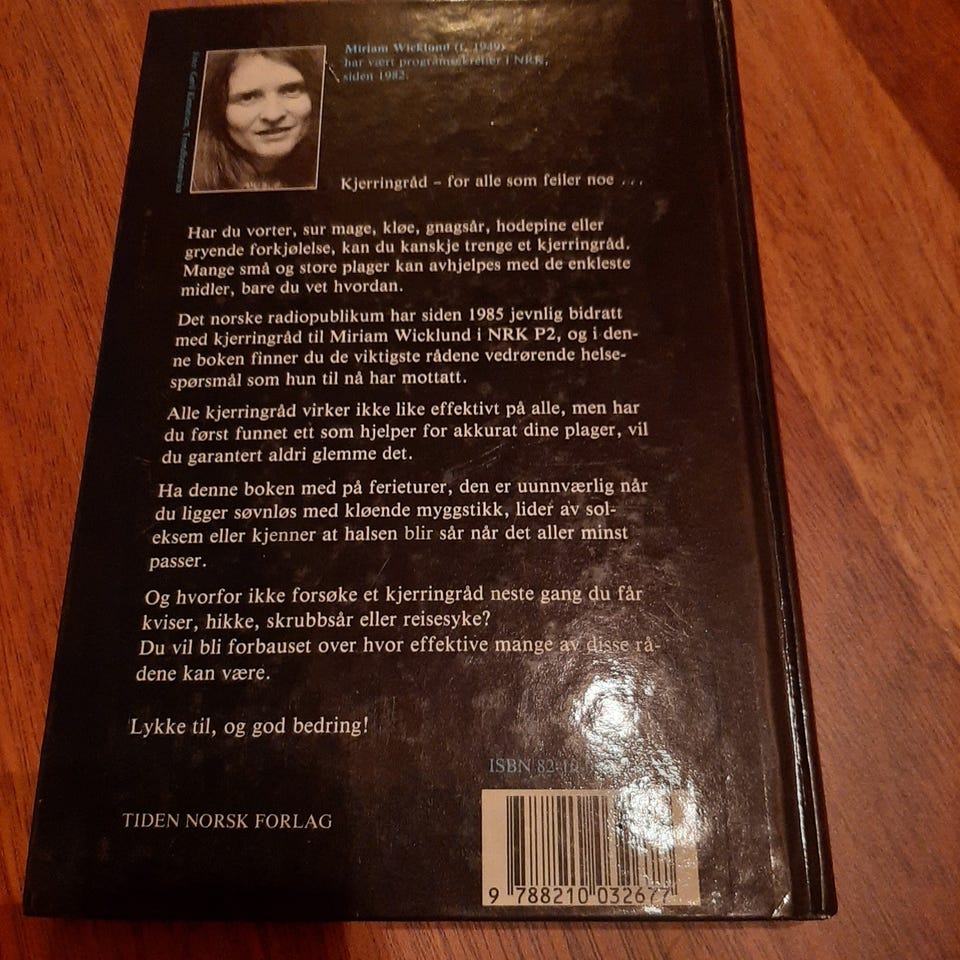 Miriam Wicklund (f. 1949)
har vært programsekretær i NRK,
siden 1982.
Kjerringråd – for alle som feiler noe ...
Har du vorter, sur mage, kløe, gnagsår, hodepine eller
gryende forkjølelse, kan du kanskje trenge et kjerringråd.
Mange små og store plager kan avhjelpes med de enkleste
midler, bare du vet hvordan.
Det norske radiopublikum har siden 1985 jevnlig bidratt
med kjerringråd til Miriam Wicklund i NRK P2, og i den-
ne boken finner du de viktigste rådene vedrørende helse-
spørsmål som hun til nå har mottatt.
Alle kjerringråd virker ikke like effektivt på alle, men har
du først funnet ett som hjelper for akkurat dine plager, vil
du garantert aldri glemme det.
Ha denne boken med på ferieturer, den er uunnværlig når
du ligger søvnløs med kløende myggstikk, lider av sol-
eksem eller kjenner at halsen blir sår når det aller minst
passer.
Og hvorfor ikke forsøke et kjerringråd neste gang du får
kviser, hikke, skrubbsår eller reisesyke?
Du vil bli forbauset over hvor effektive mange av disse rå-
dene kan være.
Lykke til, og god bedring!
ISBN 82-10
TIDEN NORSK FORLAG
9 788210 032677